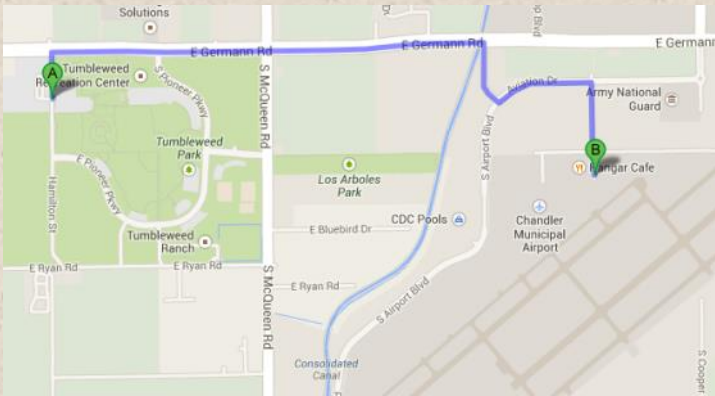 Solutions
E Germann Rd
E Germann Rd
E Germann
Tumbleweed
Recreation Center
A
S Pioneer Pkwy
S McQueen Rd
Aviation Dr
Army National
Guard
Tumbleweed
Park
E Pioneer Pkwy
Hamilton St
Los Arboles
Park
S Airport Blvd
B
Hangar Cafe
CDC Pools
Chandler
Municipal
Airport
E Bluebird Dr
Tumbleweed
Ranch
E Ryan Rd
E Ryan Rd
E Ryan Rd
S McQueen Rd
S Airport Blvd
Consolidated
Canal
S Cooper